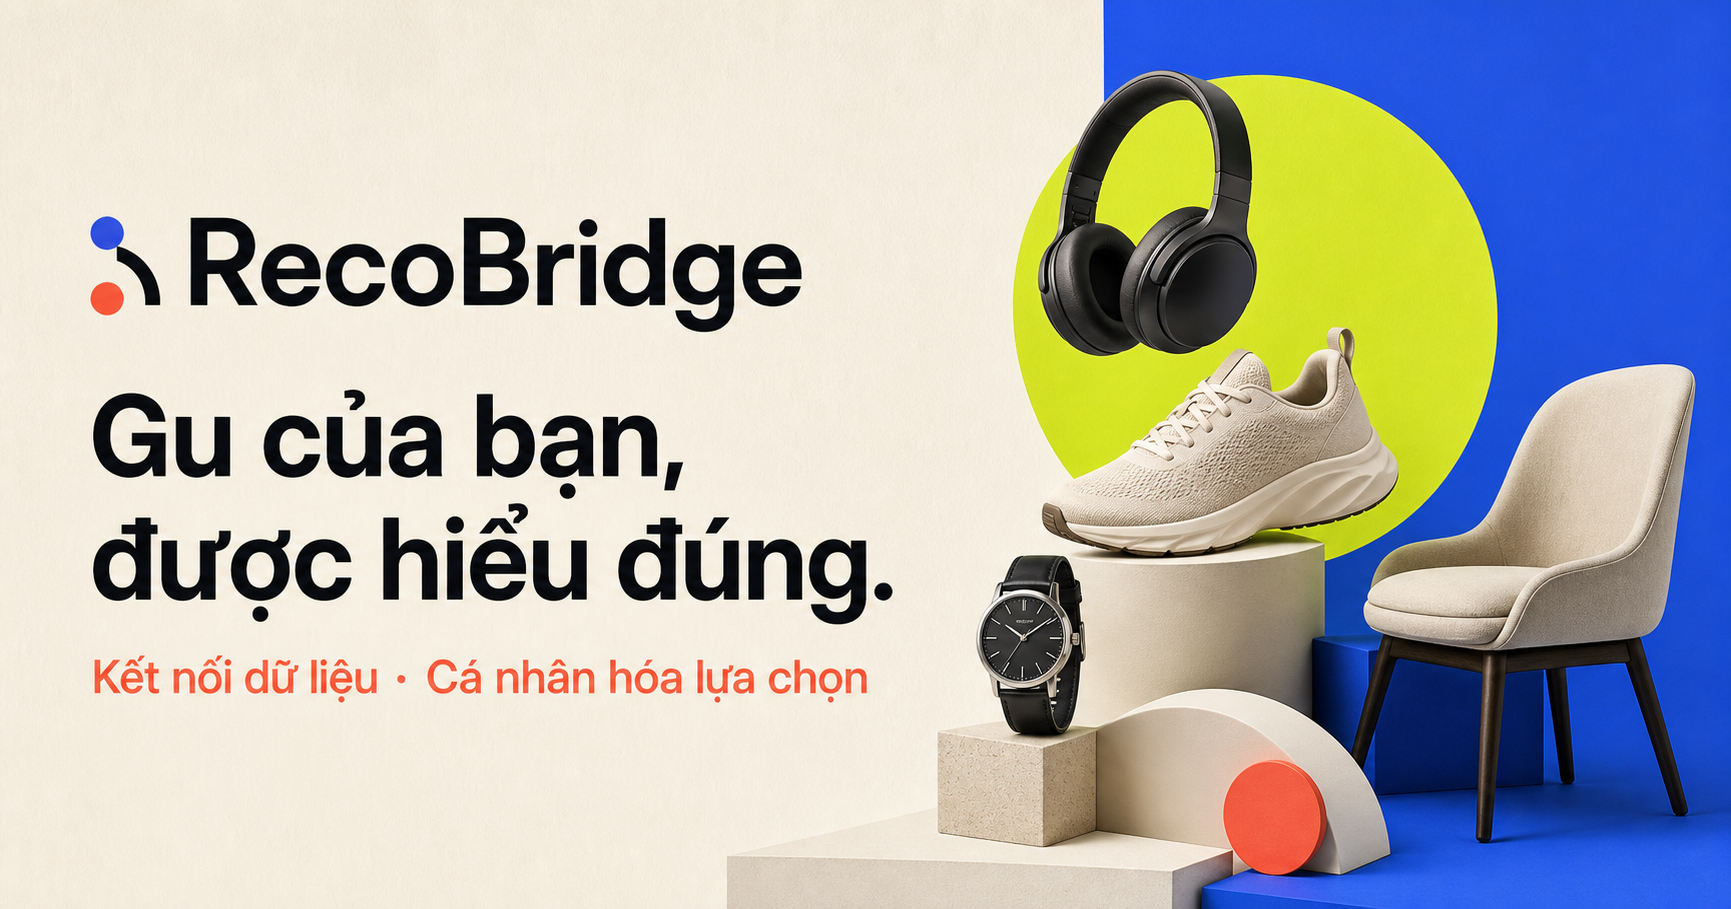 RecoBridge
Gu của bạn,
được hiểu đúng.
Kết nối dữ liệu · Cá nhân hóa lựa chọn